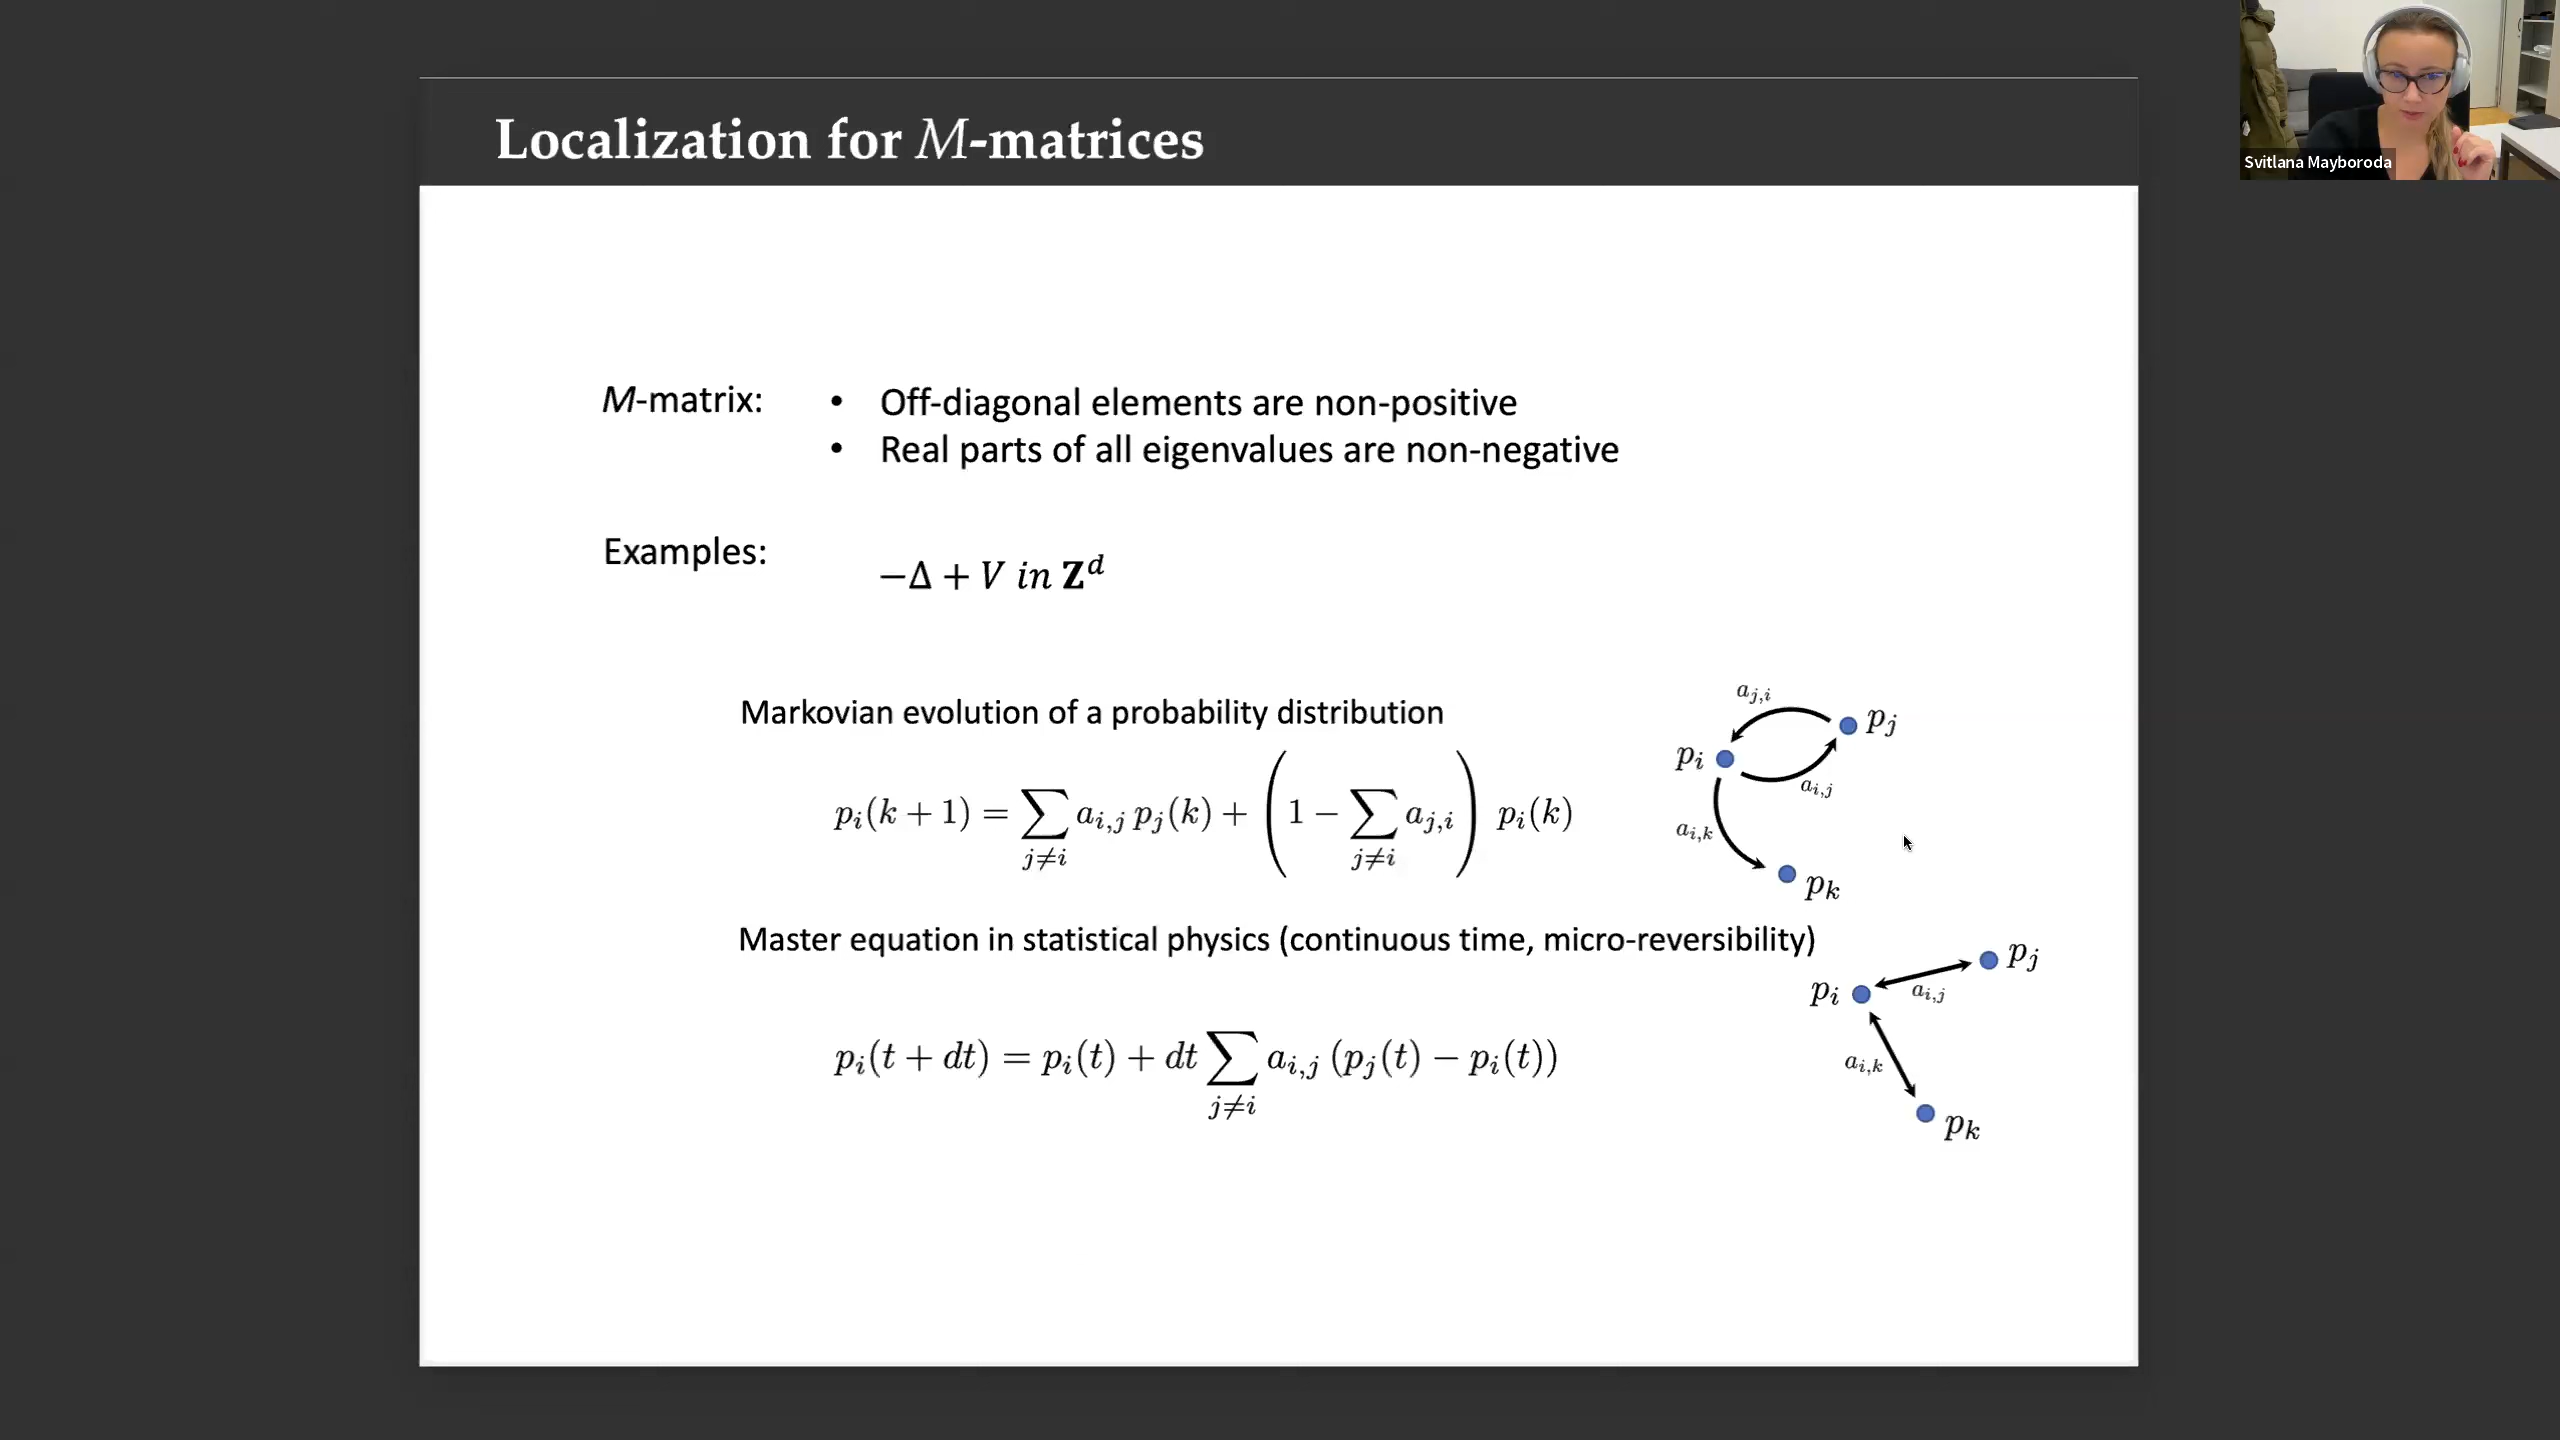 Localization for M-matrices
Svitlana Mayboroda
M-matrix:
• Off-diagonal elements are non-positive
• Real parts of all eigenvalues are non-negative
Examples:
−Δ + V in Z^d
Markovian evolution of a probability distribution
p_i(k + 1) = ∑_{j≠i} a_{i,j} p_j(k) + (1 − ∑_{j≠i} a_{j,i}) p_i(k)
a_{j,i}
p_j
p_i
a_{i,j}
a_{i,k}
p_k
Master equation in statistical physics (continuous time, micro-reversibility)
p_i(t + dt) = p_i(t) + dt ∑_{j≠i} a_{i,j} (p_j(t) − p_i(t))
p_j
p_i
a_{i,j}
a_{i,k}
p_k